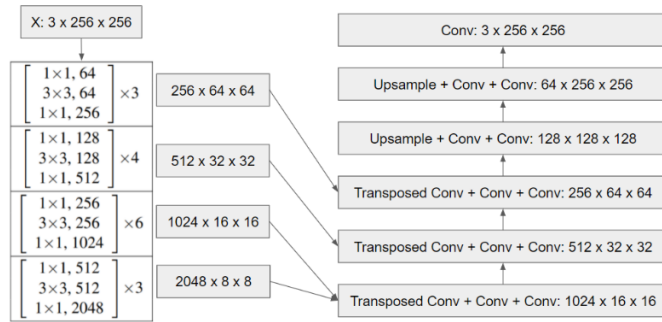 X: 3 x 256 x 256
1×1, 64
3×3, 64
1×1, 256
×3
1×1, 128
3×3, 128
1×1, 512
×4
1×1, 256
3×3, 256
1×1, 1024
×6
1×1, 512
3×3, 512
1×1, 2048
×3
256 x 64 x 64
512 x 32 x 32
1024 x 16 x 16
2048 x 8 x 8
Conv: 3 x 256 x 256
Upsample + Conv + Conv: 64 x 256 x 256
Upsample + Conv + Conv: 128 x 128 x 128
Transposed Conv + Conv + Conv: 256 x 64 x 64
Transposed Conv + Conv + Conv: 512 x 32 x 32
Transposed Conv + Conv + Conv: 1024 x 16 x 16